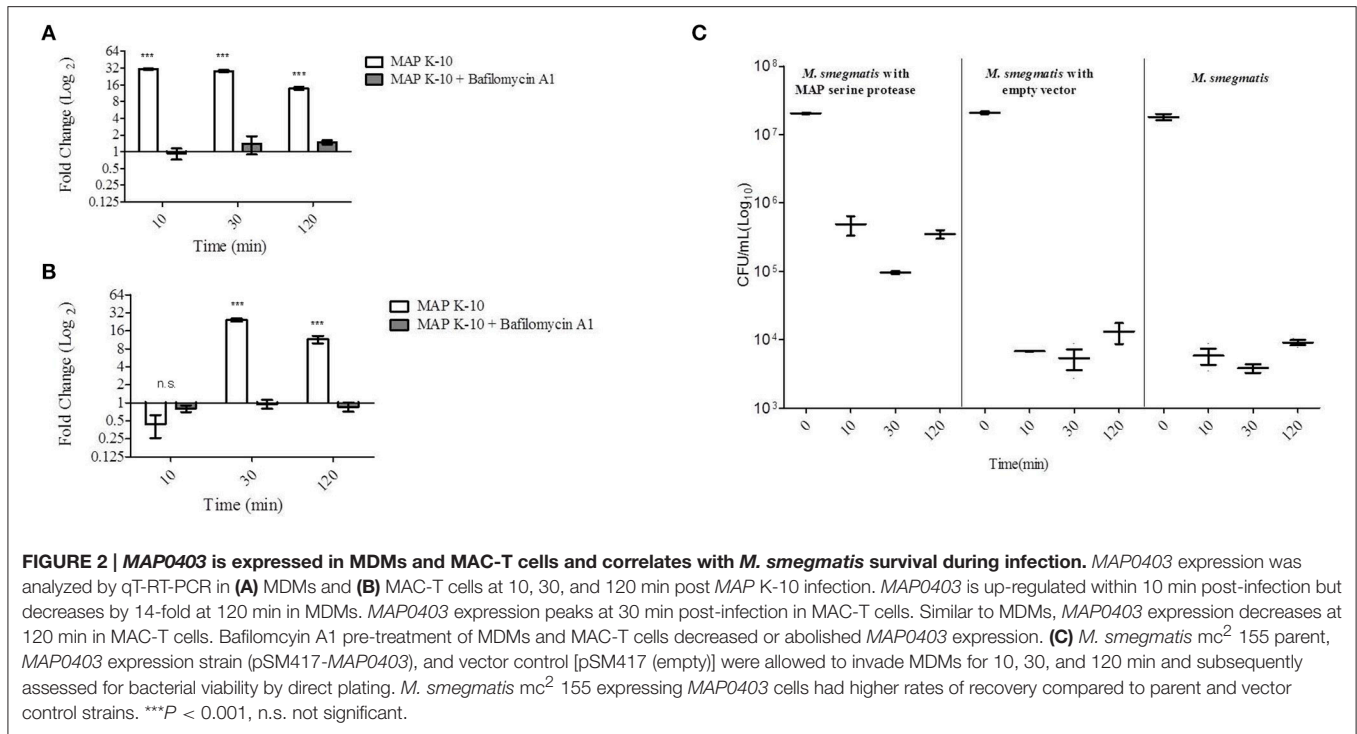 A
Fold Change (Log 2)
64
32
16
8
4
2
1
0.5
0.25
0.125
***
***
***
MAP K-10
MAP K-10 + Bafilomycin A1
10
30
120
Time (min)
B
Fold Change (Log 2)
64
32
16
8
4
2
1
0.5
0.25
0.125
n.s.
***
***
MAP K-10
MAP K-10 + Bafilomycin A1
10
30
120
Time (min)
C
CFU/mL(Log10)
10^8
10^7
10^6
10^5
10^4
10^3
M. smegmatis with
MAP serine protease
M. smegmatis with
empty vector
M. smegmatis
0
10
30
120
0
10
30
120
0
10
30
120
Time(min)
FIGURE 2 | MAP0403 is expressed in MDMs and MAC-T cells and correlates with M. smegmatis survival during infection. MAP0403 expression was
analyzed by qT-RT-PCR in (A) MDMs and (B) MAC-T cells at 10, 30, and 120 min post MAP K-10 infection. MAP0403 is up-regulated within 10 min post-infection but
decreases by 14-fold at 120 min in MDMs. MAP0403 expression peaks at 30 min post-infection in MAC-T cells. Similar to MDMs, MAP0403 expression decreases at
120 min in MAC-T cells. Bafilomcyin A1 pre-treatment of MDMs and MAC-T cells decreased or abolished MAP0403 expression. (C) M. smegmatis mc2 155 parent,
MAP0403 expression strain (pSM417-MAP0403), and vector control [pSM417 (empty)] were allowed to invade MDMs for 10, 30, and 120 min and subsequently
assessed for bacterial viability by direct plating. M. smegmatis mc2 155 expressing MAP0403 cells had higher rates of recovery compared to parent and vector
control strains. ***P < 0.001, n.s. not significant.